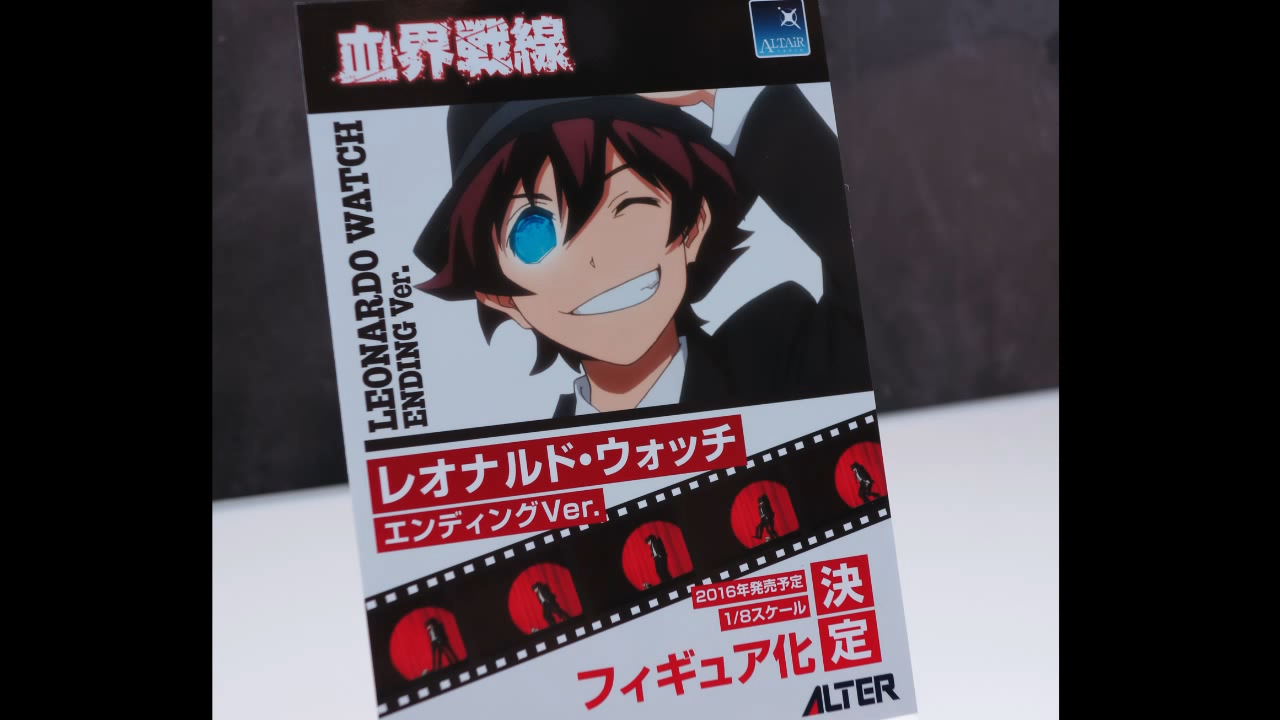 血界戦線
ALTAiR
LEONARDO WATCH
ENDING Ver.
レオナルド・ウォッチ
エンディングVer.
2016年発売予定
1/8スケール
フィギュア化
決定
ALTER